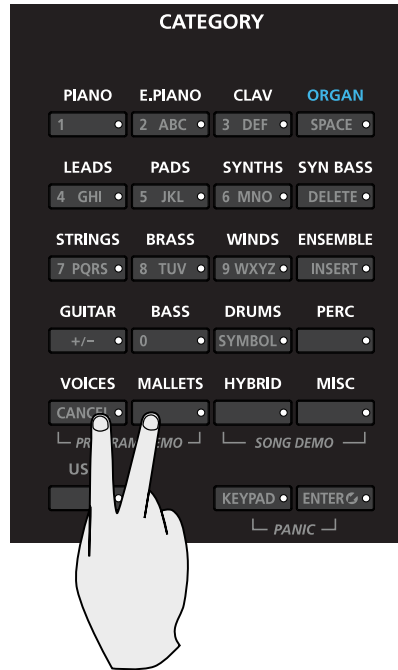 CATEGORY
PIANO E.PIANO CLAV ORGAN
1 2 ABC 3 DEF SPACE
LEADS PADS SYNTHS SYN BASS
4 GHI 5 JKL 6 MNO DELETE
STRINGS BRASS WINDS ENSEMBLE
7 PQRS 8 TUV 9 WXYZ INSERT
GUITAR BASS DRUMS PERC
+/- 0 SYMBOL
VOICES MALLETS HYBRID MISC
CANCEL
SONG DEMO
KEYPAD ENTER
PANIC